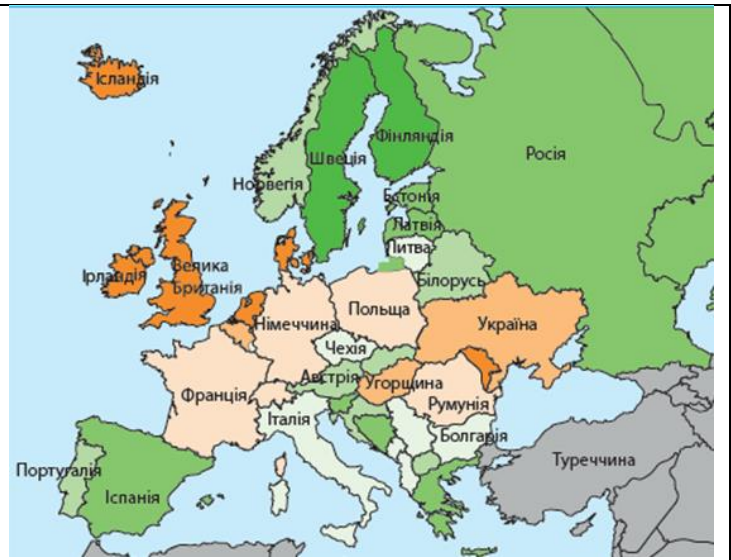 Ісландія
Фінляндія
Швеція
Росія
Норвегія
Естонія
Латвія
Литва
Ірландія
Велика
Британія
Білорусь
Польща
Німеччина
Україна
Чехія
Австрія
Угорщина
Франція
Румунія
Італія
Болгарія
Португалія
Іспанія
Туреччина